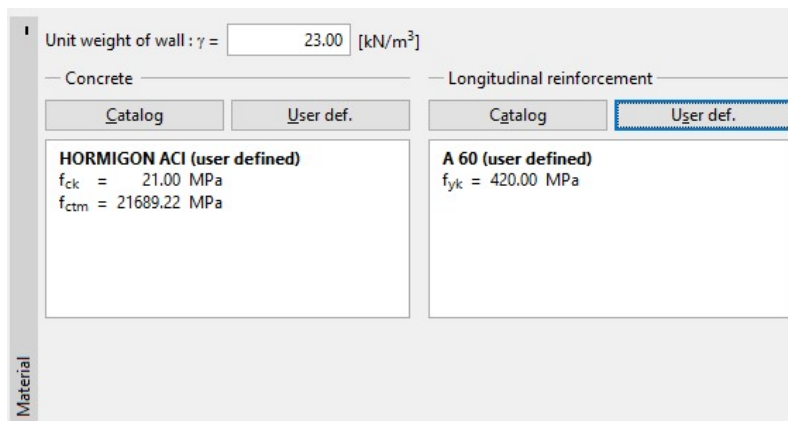 Unit weight of wall : γ = 23.00 [kN/m³]
Concrete
Longitudinal reinforcement
Catalog User def. Catalog User def.
HORMIGON ACI (user defined)
fck = 21.00 MPa
fctm = 21689.22 MPa
A 60 (user defined)
fyk = 420.00 MPa
Material